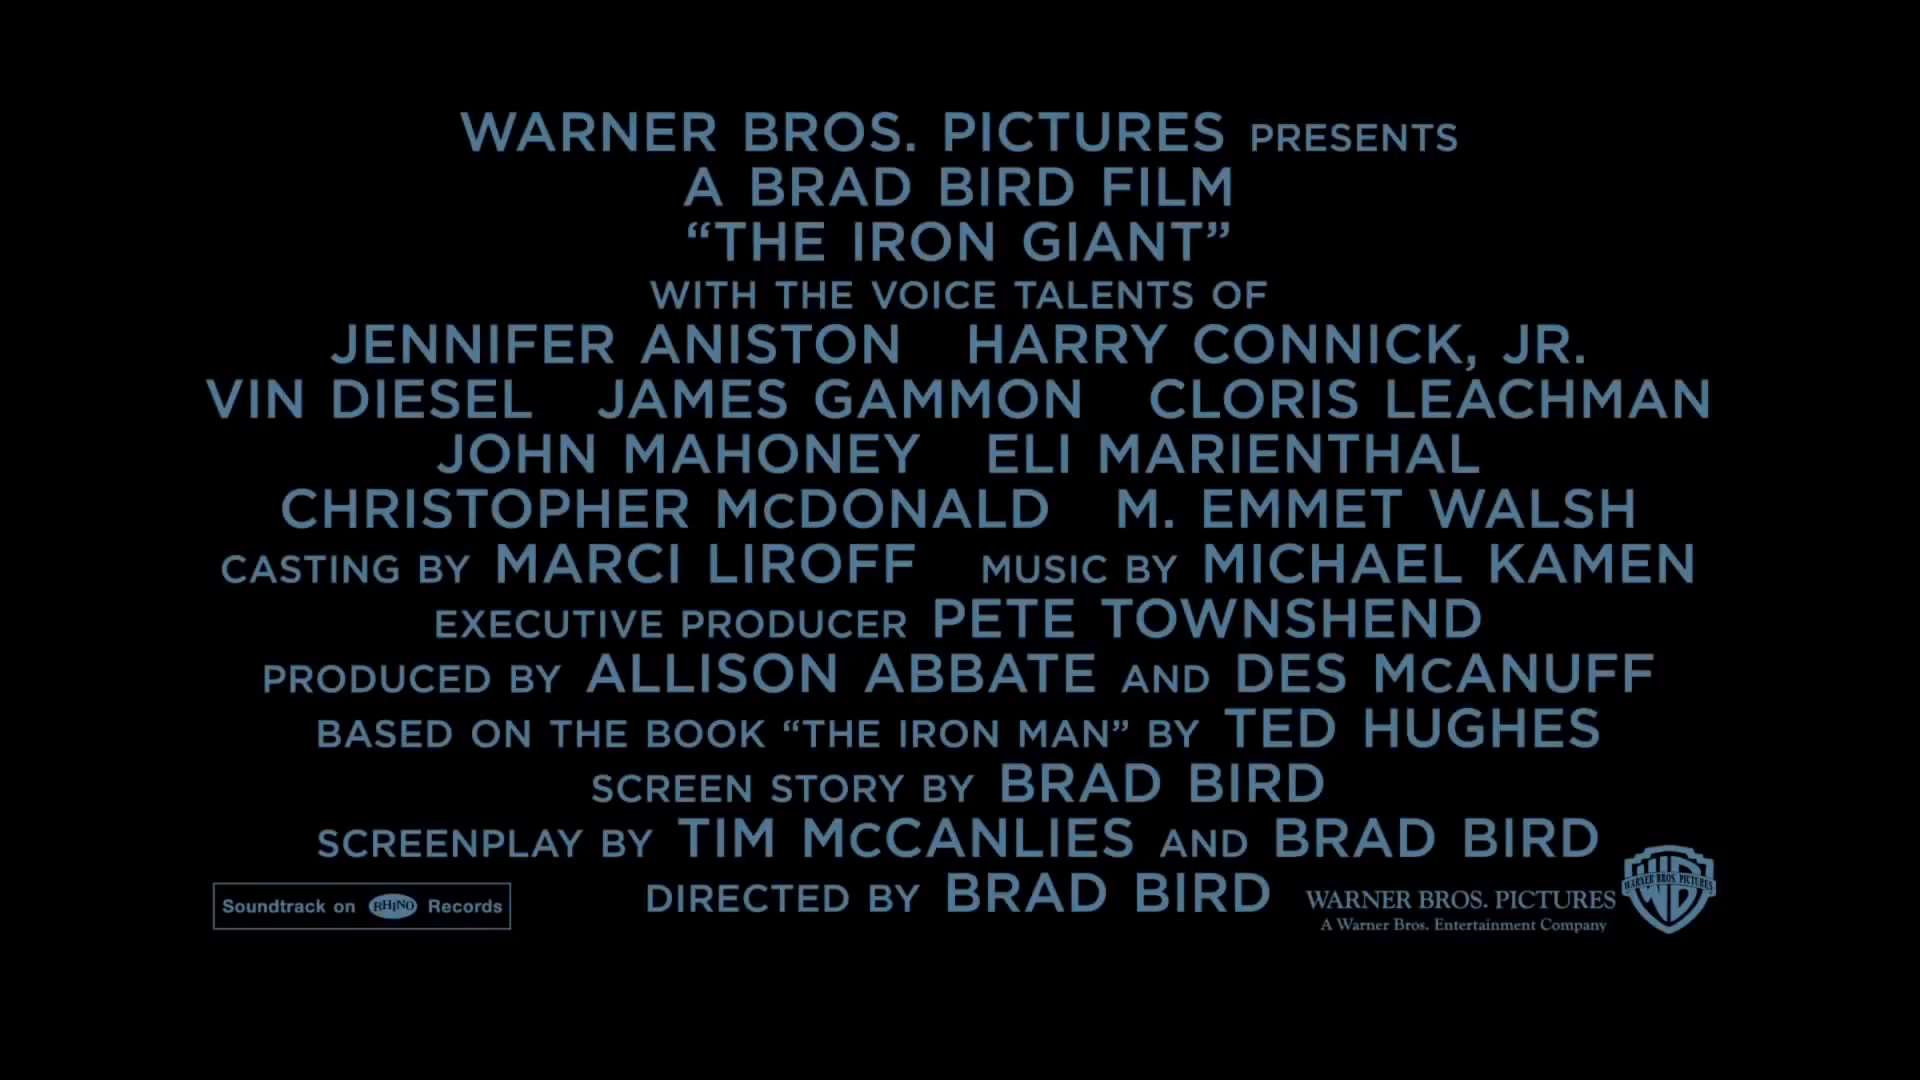 WARNER BROS. PICTURES PRESENTS
A BRAD BIRD FILM
“THE IRON GIANT”
WITH THE VOICE TALENTS OF
JENNIFER ANISTON HARRY CONNICK, JR.
VIN DIESEL JAMES GAMMON CLORIS LEACHMAN
JOHN MAHONEY ELI MARIENTHAL
CHRISTOPHER McDONALD M. EMMET WALSH
CASTING BY MARCI LIROFF MUSIC BY MICHAEL KAMEN
EXECUTIVE PRODUCER PETE TOWNSHEND
PRODUCED BY ALLISON ABBATE AND DES McANUFF
BASED ON THE BOOK “THE IRON MAN” BY TED HUGHES
SCREEN STORY BY BRAD BIRD
SCREENPLAY BY TIM McCANLIES AND BRAD BIRD
DIRECTED BY BRAD BIRD
Soundtrack on RHINO Records
WARNER BROS. PICTURES
A Warner Bros. Entertainment Company
WARNER BROS. PICTURES
WB